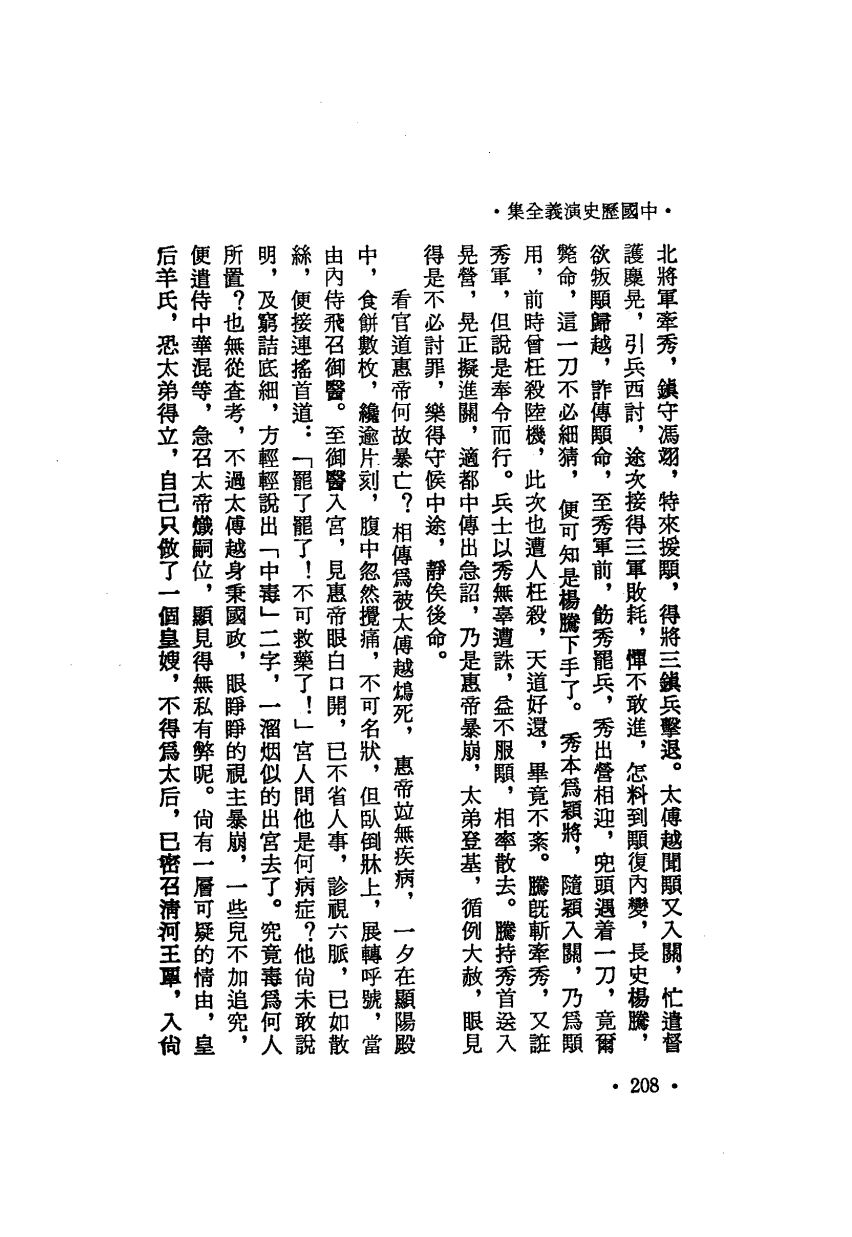 •中國歷史演義全集•
北將軍牽秀，鎮守馮翊，特來援顒，得將三鎮兵擊退。太傅越聞顒又入關，忙遣督
護麋晃，引兵西討，途次接得三軍敗耗，憚不敢進，怎料到顒復內變，長史楊騰，
欲叛顒歸越，詐傳顒命，至秀軍前，飭秀罷兵，秀出營相迎，兜頭遇着一刀，竟爾
斃命，這一刀不必細猜，便可知是楊騰下手了。秀本爲穎將，隨穎入關，乃爲顒
用，前時曾枉殺陸機，此次也遭人枉殺，天道好還，畢竟不紊。騰旣斬牽秀，又誑
秀軍，但說是奉令而行。兵士以秀無辜遭誅，益不服顒，相率散去。騰持秀首送入
晃營，晃正擬進關，適都中傳出急詔，乃是惠帝暴崩，太弟登基，循例大赦，眼見
得是不必討罪，樂得守候中途，靜俟後命。
看官道惠帝何故暴亡？相傳爲被太傅越鴆死，惠帝竝無疾病，一夕在顯陽殿
中，食餅數枚，纔逾片刻，腹中忽然攪痛，不可名狀，但臥倒牀上，展轉呼號，當
由內侍飛召御醫。至御醫入宮，見惠帝眼白口開，已不省人事，診視六脈，已如散
絲，便接連搖首道：「罷了罷了！不可救藥了！」宮人問他是何病症？他尙未敢說
明，及窮詰底細，方輕輕說出「中毒」二字，一溜烟似的出宮去了。究竟毒爲何人
所置？也無從查考，不過太傅越身秉國政，眼睜睜的視主暴崩，一些兒不加追究，
便遣侍中華混等，急召太帝熾嗣位，顯見得無私有弊呢。尙有一層可疑的情由，皇
后羊氏，恐太弟得立，自己只做了一個皇嫂，不得爲太后，已密召清河王覃，入尙
•208•